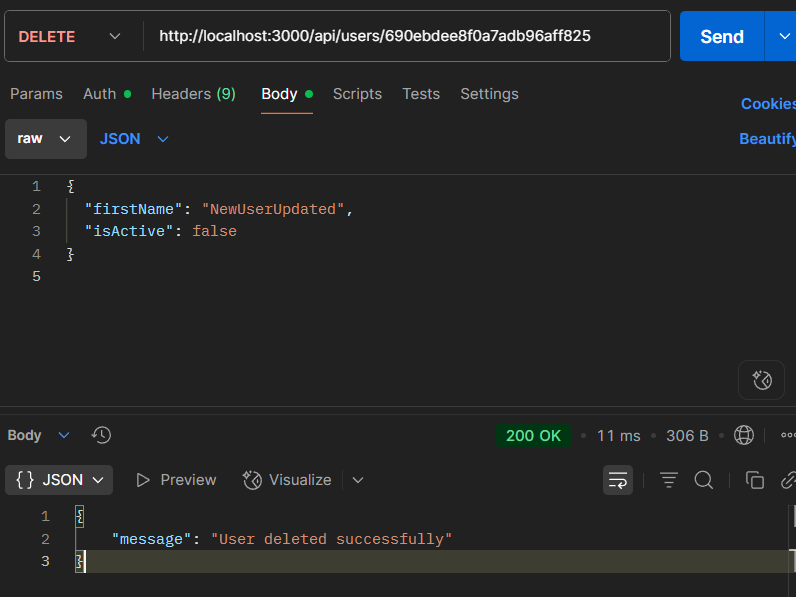 DELETE http://localhost:3000/api/users/690ebdee8f0a7adb96aff825 Send
Params Auth Headers (9) Body Scripts Tests Settings
Cookies
raw JSON Beautify
1 {
2 "firstName": "NewUserUpdated",
3 "isActive": false
4 }
5
Body 200 OK 11 ms 306 B
{} JSON Preview Visualize
1 {
2 "message": "User deleted successfully"
3 }